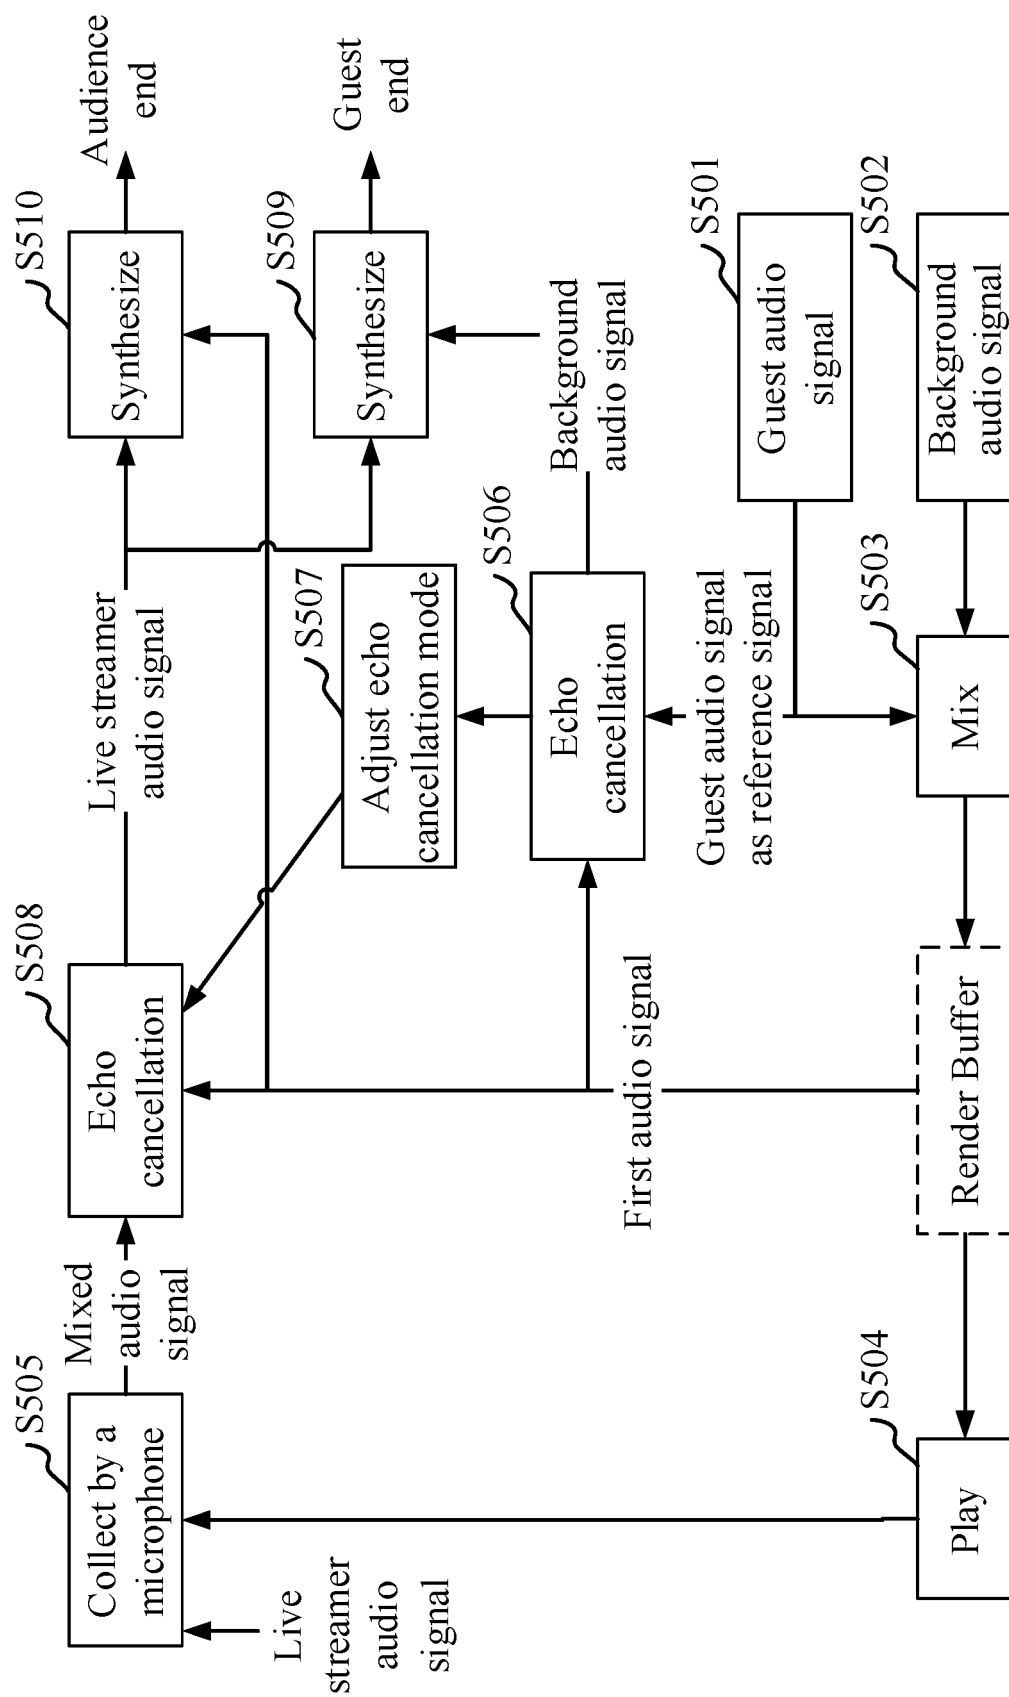 S505
Collect by a
microphone
Live
streamer
audio
signal
Mixed
audio
signal
S508
Echo
cancellation
Live streamer
audio signal
S510
Synthesize
Audience
end
S507
Adjust echo
cancellation mode
S509
Synthesize
Guest
end
First audio signal
S506
Echo
cancellation
Background
audio signal
Guest audio signal
as reference signal
S501
Guest audio
signal
S504
Play
Render Buffer
S503
Mix
S502
Background
audio signal